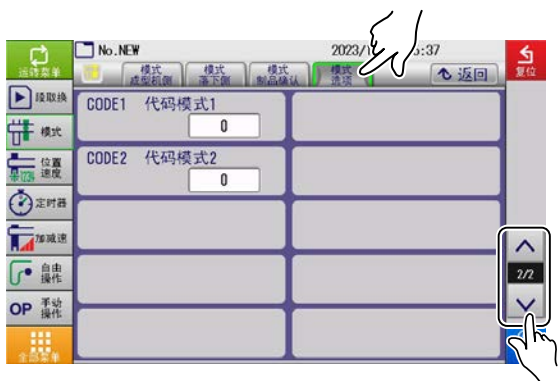 No.NEW 2023/1 :37
运转菜单
模式 成型机侧
模式 落下侧
模式 制品确认
模式 选项
返回
复位
段取换
模式
位置 速度
定时器
加减速
自由 操作
OP 手动 操作
全部菜单
CODE1 代码模式1
0
CODE2 代码模式2
0
2/2